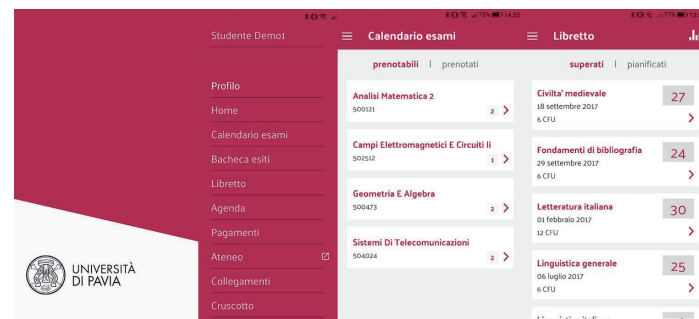 UNIVERSITÀ
DI PAVIA
Studente Demo1
Profilo
Home
Calendario esami
Bacheca esiti
Libretto
Agenda
Pagamenti
Ateneo
Collegamenti
Cruscotto
73% 14:35
Calendario esami
prenotabili | prenotati
Analisi Matematica 2
500121
2
Campi Elettromagnetici E Circuiti Ii
502512
1
Geometria E Algebra
500473
2
Sistemi Di Telecomunicazioni
504024
2
77%
Libretto
superati | pianificati
Civilta' medievale
27
18 settembre 2017
6 CFU
Fondamenti di bibliografia
24
29 settembre 2017
6 CFU
Letteratura italiana
30
01 febbraio 2017
12 CFU
Linguistica generale
25
06 luglio 2017
6 CFU